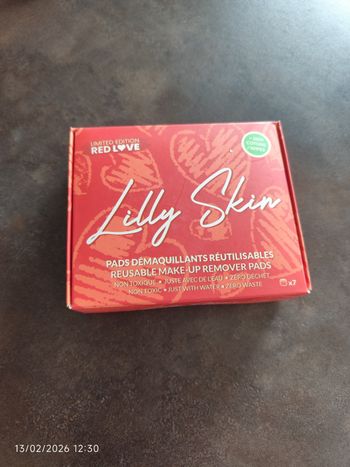 LIMITED EDITION
RED LOVE
Lilly Skin
PADS DÉMAQUILLANTS RÉUTILISABLES
REUSABLE MAKE-UP REMOVER PADS
NON TOXIQUE • JUSTE AVEC DE L'EAU • ZÉRO DÉCHET
NON TOXIC • JUST WITH WATER • ZERO WASTE
x7
13/02/2026 12:30